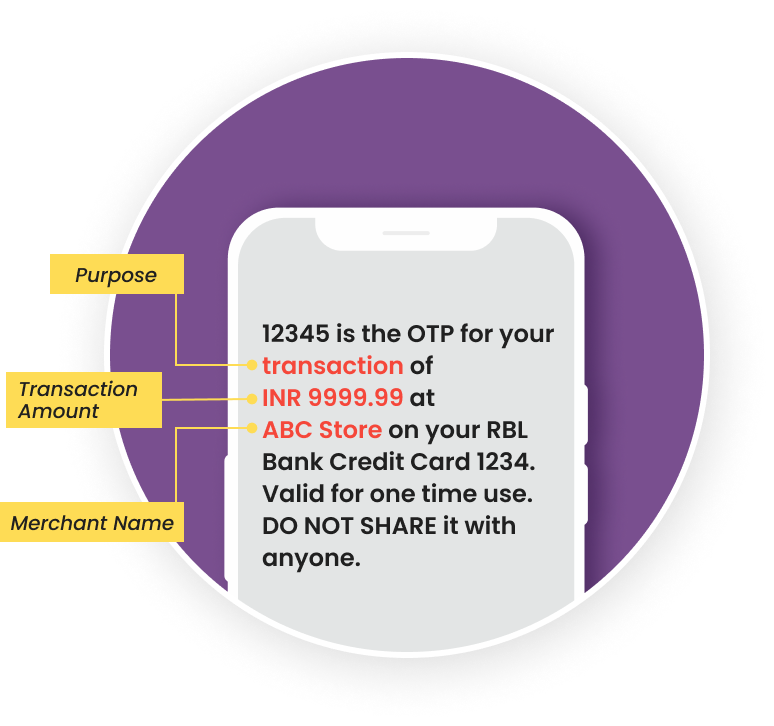 Purpose
Transaction
Amount
Merchant Name
12345 is the OTP for your
transaction of
INR 9999.99 at
ABC Store on your RBL
Bank Credit Card 1234.
Valid for one time use.
DO NOT SHARE it with
anyone.